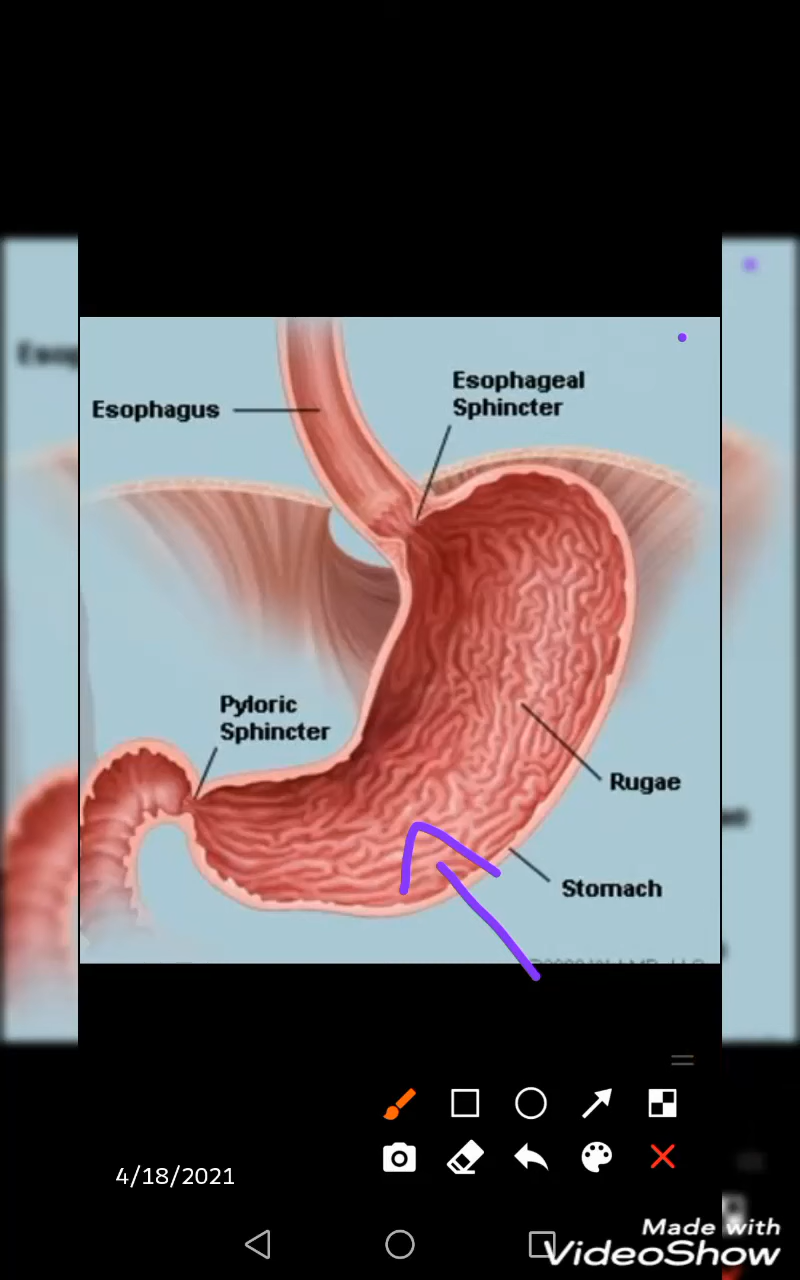 Esophagus
Esophageal
Sphincter
Pyloric
Sphincter
Rugae
Stomach
4/18/2021
Made with
VideoShow